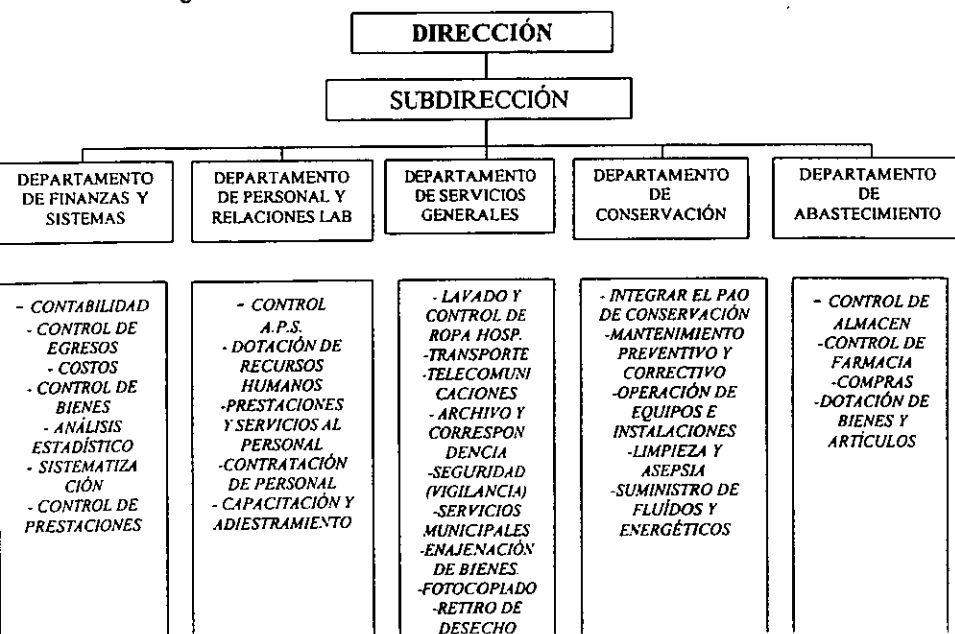 DIRECCIÓN
SUBDIRECCIÓN
DEPARTAMENTO
DE FINANZAS Y
SISTEMAS
DEPARTAMENTO
DE PERSONAL Y
RELACIONES LAB
DEPARTAMENTO
DE SERVICIOS
GENERALES
DEPARTAMENTO
DE
CONSERVACIÓN
DEPARTAMENTO
DE
ABASTECIMIENTO
- CONTABILIDAD
- CONTROL DE
EGRESOS
- COSTOS
- CONTROL DE
BIENES
- ANÁLISIS
ESTADÍSTICO
- SISTEMATIZA
CIÓN
- CONTROL DE
PRESTACIONES
- CONTROL
A.P.S.
- DOTACIÓN DE
RECURSOS
HUMANOS
-PRESTACIONES
Y SERVICIOS AL
PERSONAL
-CONTRATACIÓN
DE PERSONAL
- CAPACITACIÓN Y
ADIESTRAMIENTO
- LAVADO Y
CONTROL DE
ROPA HOSP.
-TRANSPORTE
-TELECOMUNI
CACIONES
- ARCHIVO Y
CORRESPON
DENCIA
-SEGURIDAD
(VIGILANCIA)
-SERVICIOS
MUNICIPALES
-ENAJENACIÓN
DE BIENES.
-FOTOCOPIADO
-RETIRO DE
DESECHO
- INTEGRAR EL PAO
DE CONSERVACIÓN
-MANTENIMIENTO
PREVENTIVO Y
CORRECTIVO
-OPERACIÓN DE
EQUIPOS E
INSTALACIONES
-LIMPIEZA Y
ASEPSIA
-SUMINISTRO DE
FLUÍDOS Y
ENERGÉTICOS
- CONTROL DE
ALMACEN
-CONTROL DE
FARMACIA
-COMPRAS
-DOTACIÓN DE
BIENES Y
ARTÍCULOS